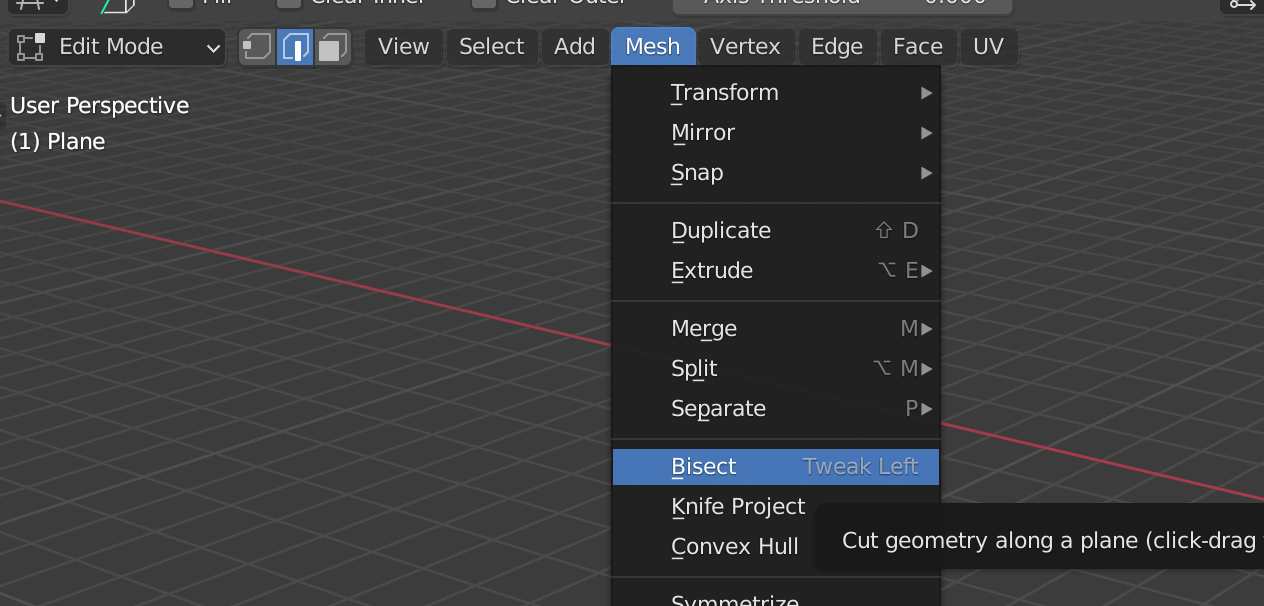 Fill Clear Inner Clear Outer Axis Threshold 0.000
Edit Mode View Select Add Mesh Vertex Edge Face UV
User Perspective
(1) Plane
Transform
Mirror
Snap
Duplicate ⇧ D
Extrude ⌥ E
Merge M
Split ⌥ M
Separate P
Bisect Tweak Left
Knife Project
Convex Hull
Cut geometry along a plane (click-drag
Symmetrize